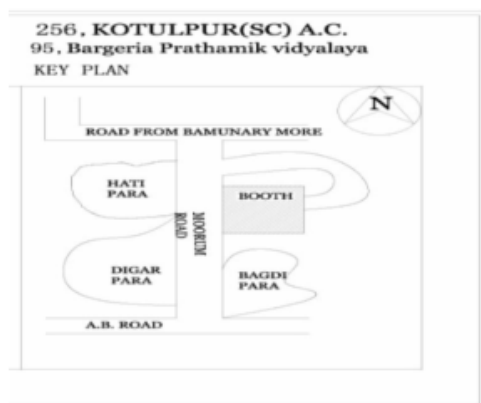 256, KOTULPUR(SC) A.C.
95, Bargeria Prathamik vidyalaya
KEY PLAN
N
ROAD FROM BAMUNARY MORE
HATI
PARA
BOOTH
MOORUM
ROAD
DIGAR
PARA
BAGDI
PARA
A.B. ROAD